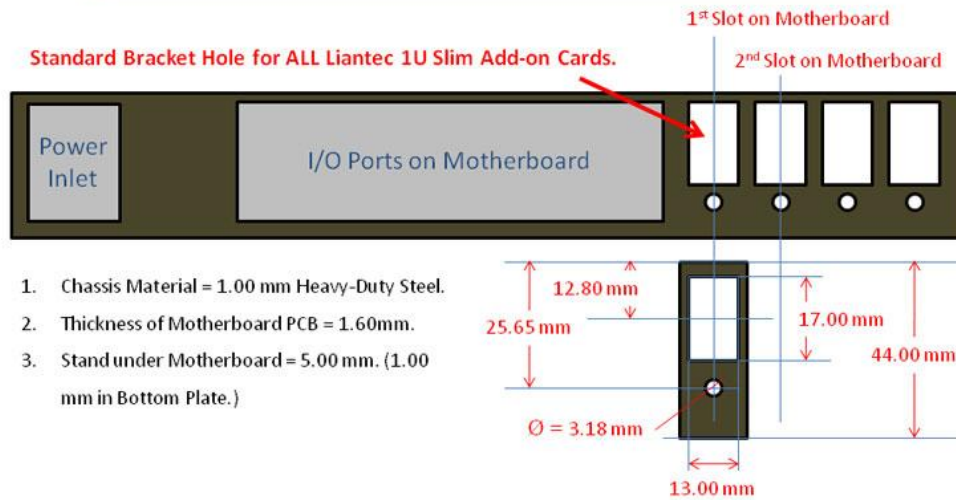 1st Slot on Motherboard
Standard Bracket Hole for ALL Liantec 1U Slim Add-on Cards.
2nd Slot on Motherboard
Power
Inlet
I/O Ports on Motherboard
1. Chassis Material = 1.00 mm Heavy-Duty Steel.
2. Thickness of Motherboard PCB = 1.60mm.
3. Stand under Motherboard = 5.00 mm. (1.00
mm in Bottom Plate.)
12.80 mm
25.65 mm
17.00 mm
44.00 mm
Ø = 3.18 mm
13.00 mm